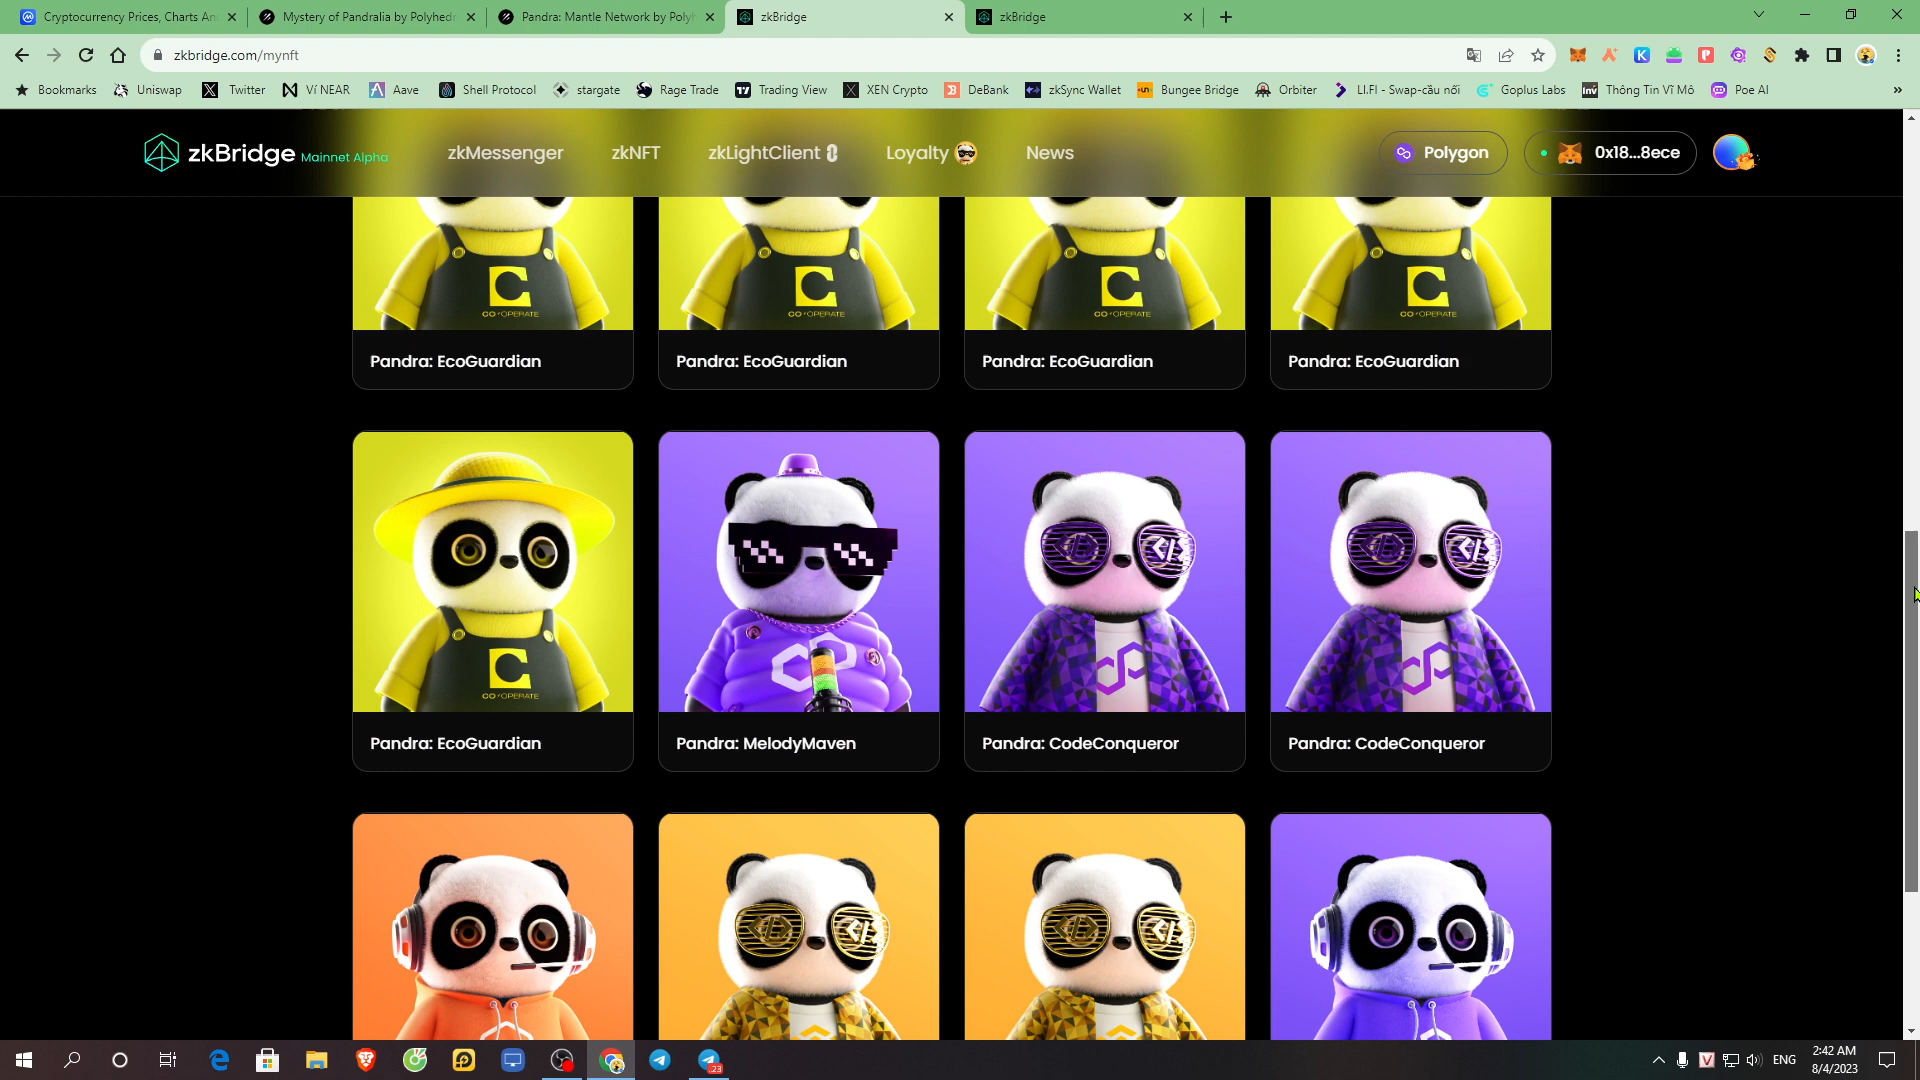 Cryptocurrency Prices, Charts An
Mystery of Pandralia by Polyhedr
Pandra: Mantle Network by Polyh
zkBridge
zkBridge
zkbridge.com/mynft
Bookmarks
Uniswap
Twitter
Ví NEAR
Aave
Shell Protocol
stargate
Rage Trade
Trading View
XEN Crypto
DeBank
zkSync Wallet
Bungee Bridge
Orbiter
LI.FI - Swap-cầu nối
Goplus Labs
Thông Tin Vĩ Mô
Poe AI
»
zkBridge Mainnet Alpha
zkMessenger
zkNFT
zkLightClient
Loyalty
News
Polygon
0x18...8ece
C
CO OPERATE
C
CO OPERATE
C
CO OPERATE
C
CO OPERATE
Pandra: EcoGuardian
Pandra: EcoGuardian
Pandra: EcoGuardian
Pandra: EcoGuardian
C
CO OPERATE
Pandra: EcoGuardian
Pandra: MelodyMaven
Pandra: CodeConqueror
Pandra: CodeConqueror
23
ENG
2:42 AM
8/4/2023